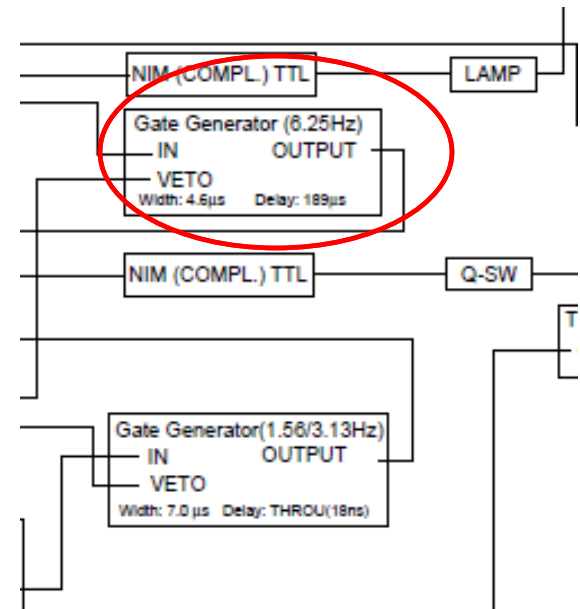 NIM (COMPL.) TTL
LAMP
Gate Generator (6.25Hz)
IN OUTPUT
VETO
Width: 4.6µs Delay: 189µs
NIM (COMPL.) TTL
Q-SW
T
Gate Generator(1.56/3.13Hz)
IN OUTPUT
VETO
Width: 7.0 µs Delay: THROU(18ns)